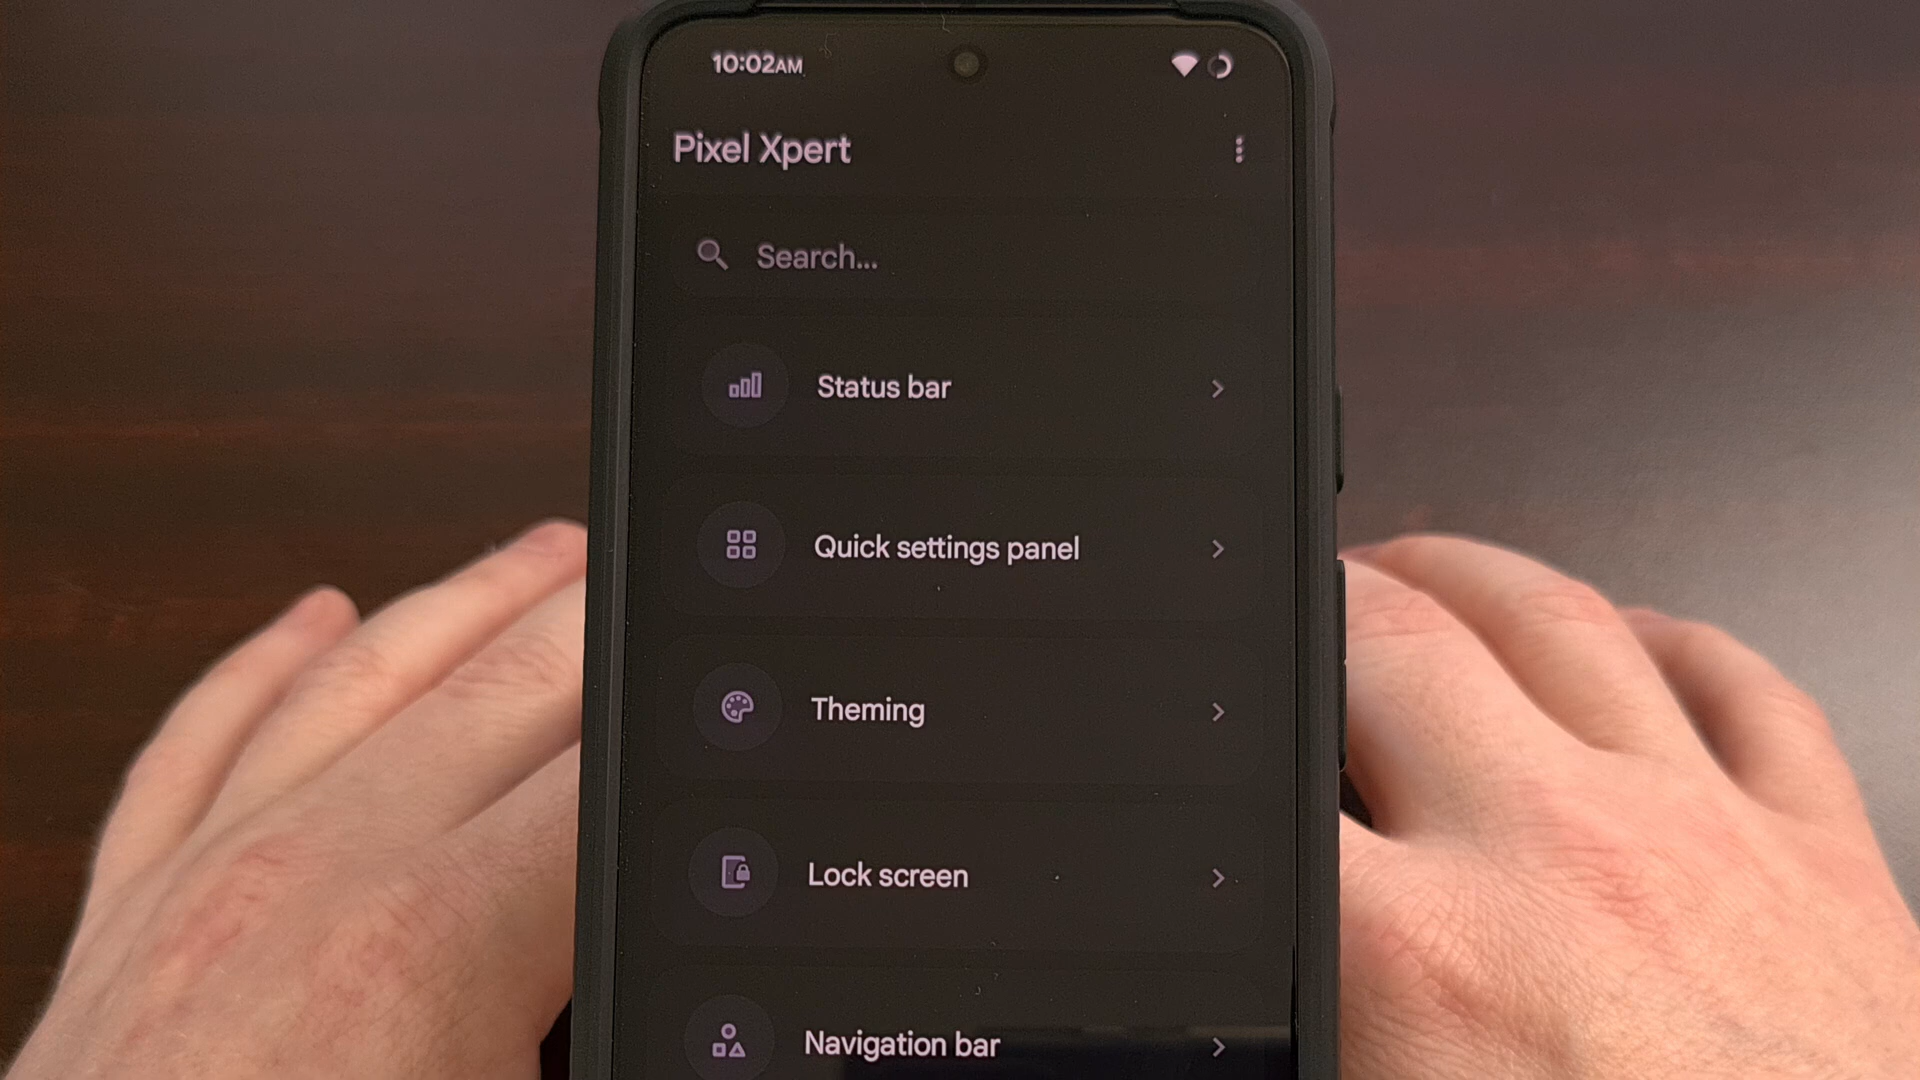 10:02AM
Pixel Xpert
Search...
Status bar
Quick settings panel
Theming
Lock screen
Navigation bar